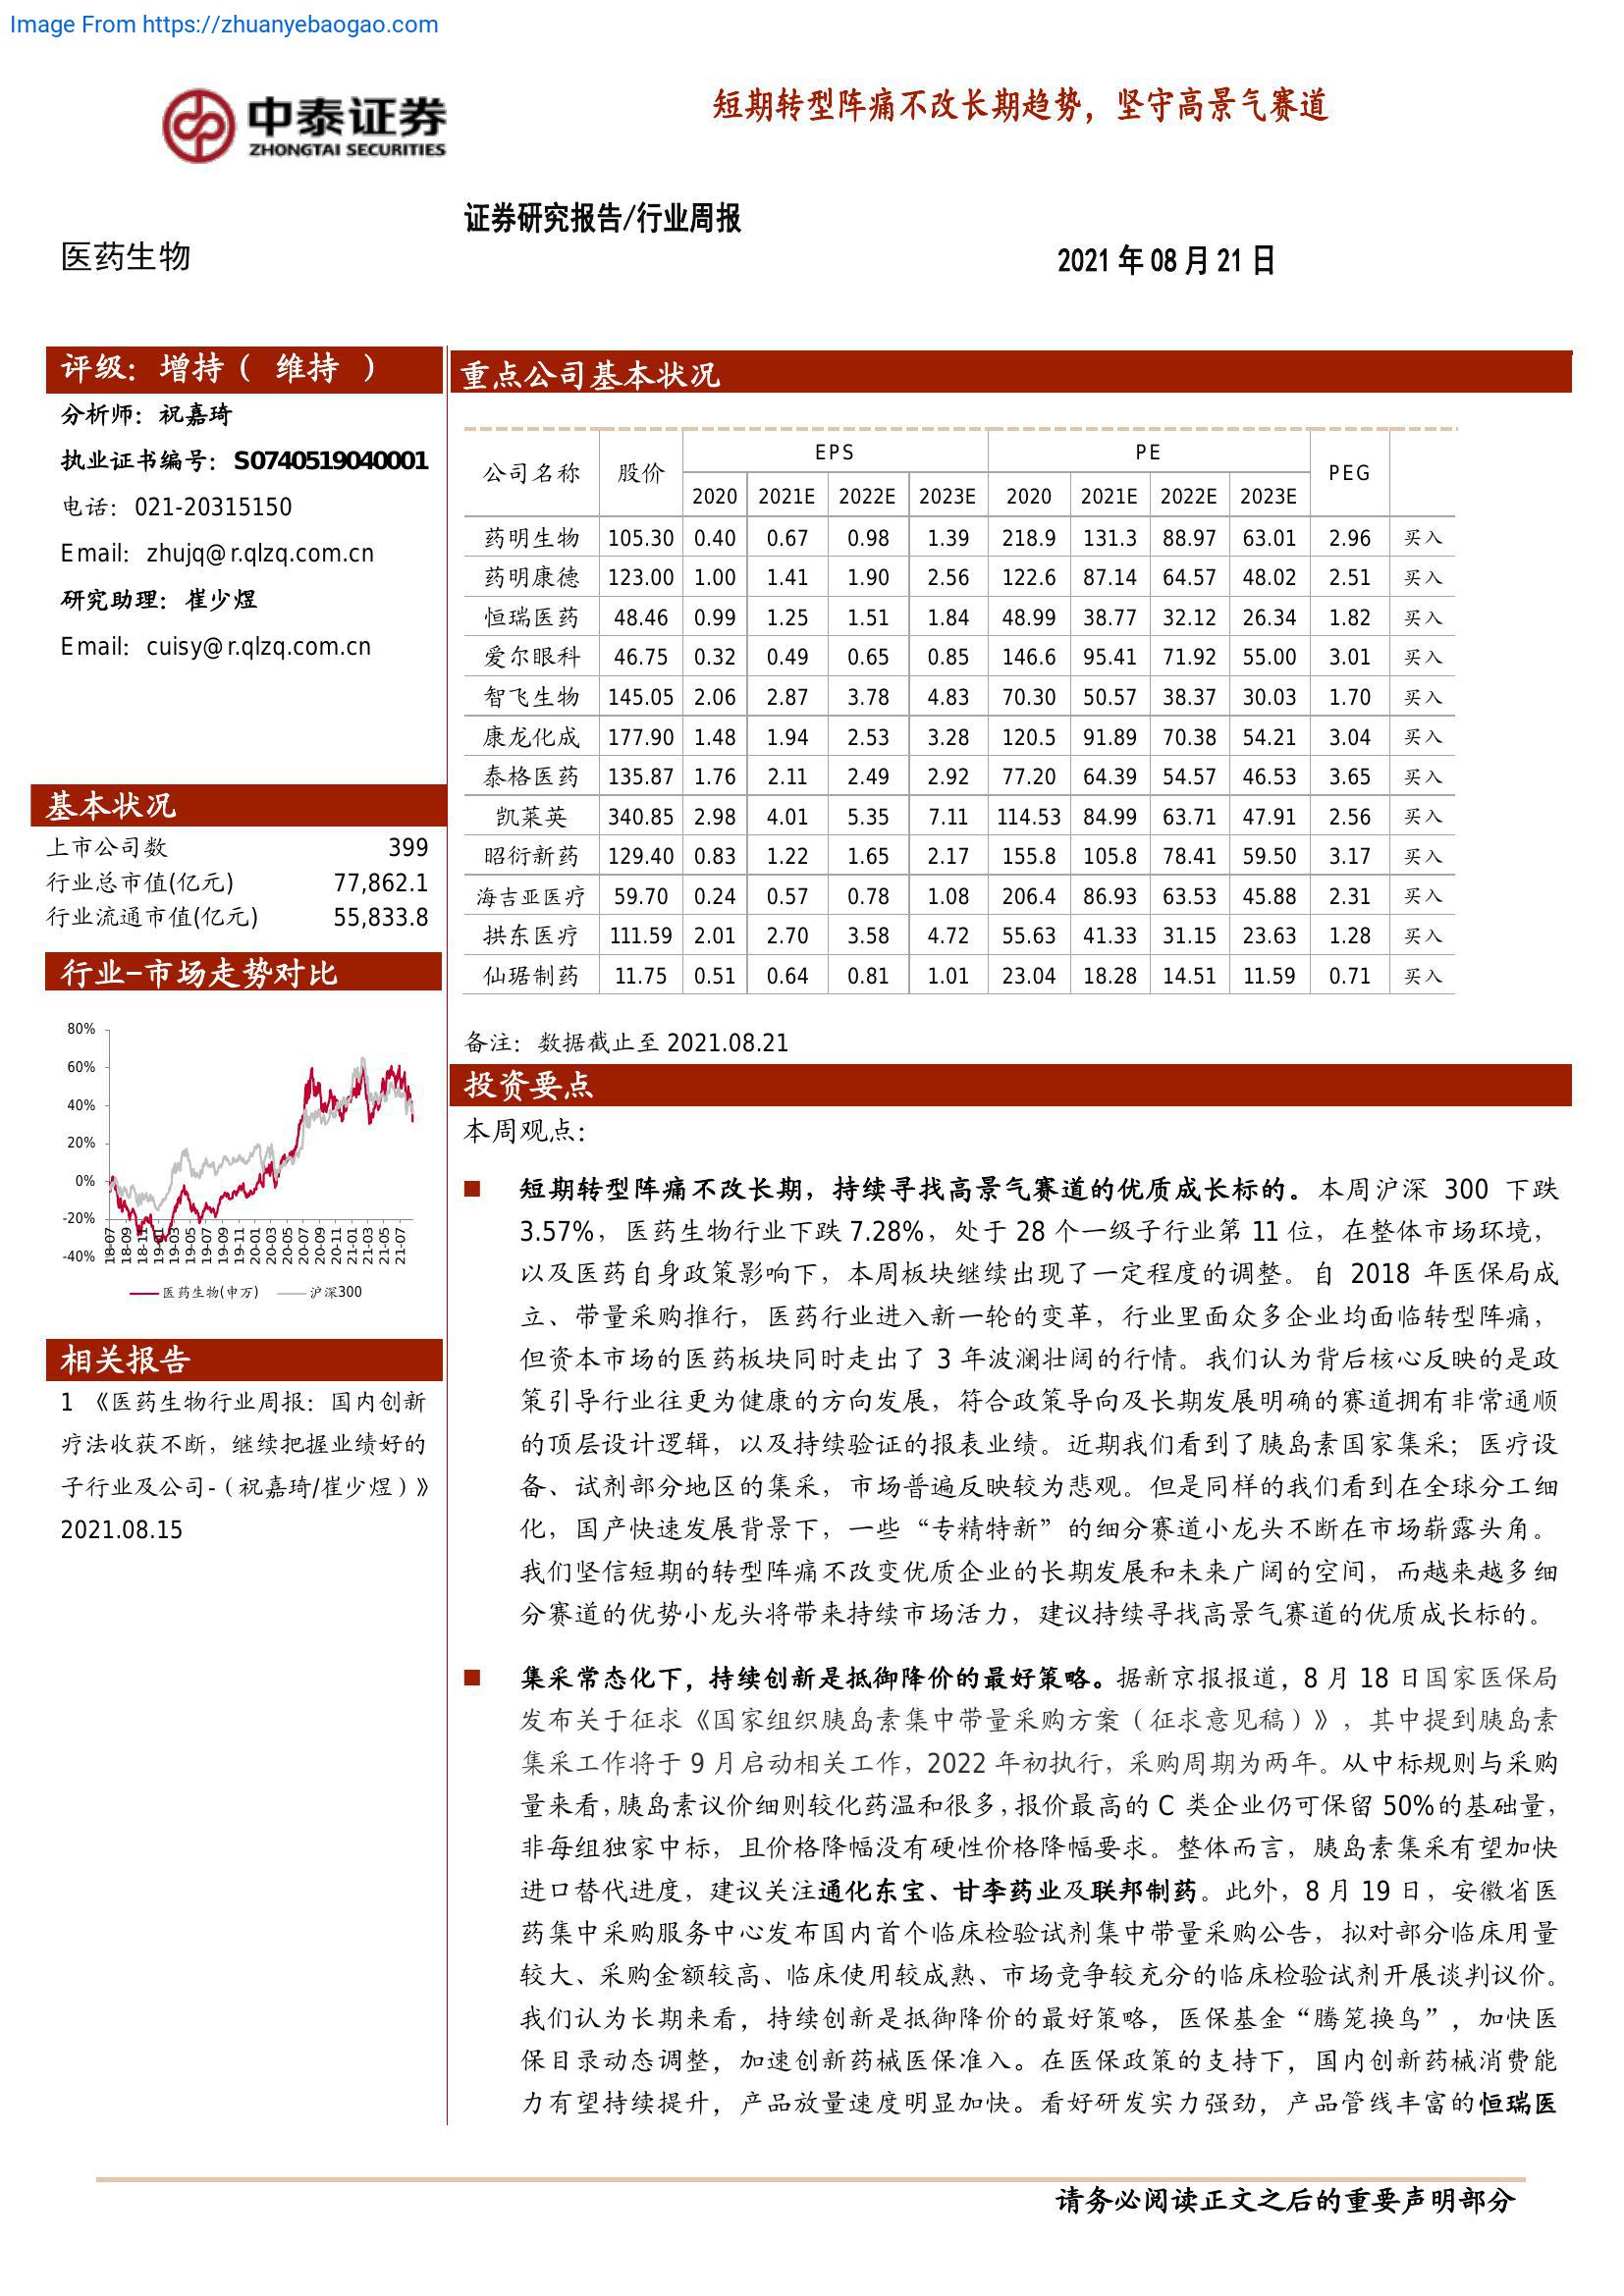 Image From https://zhuanyebaogao.com
中泰证券
ZHONGTAI SECURITIES
短期转型阵痛不改长期趋势，坚守高景气赛道
证券研究报告/行业周报
医药生物
2021 年 08 月 21 日
评级：增持（ 维持 ）
分析师：祝嘉琦
执业证书编号：S0740519040001
电话：021-20315150
Email：zhujq@r.qlzq.com.cn
研究助理：崔少煜
Email：cuisy@r.qlzq.com.cn
基本状况
上市公司数 399
行业总市值(亿元) 77,862.1
行业流通市值(亿元) 55,833.8
行业-市场走势对比
80%
60%
40%
20%
0%
-20%
-40%
18-07 18-09 18-11 19-01 19-03 19-05 19-07 19-09 19-11 20-01 20-03 20-05 20-07 20-09 20-11 21-01 21-03 21-05 21-07
医药生物(申万) 沪深300
相关报告
1 《医药生物行业周报：国内创新
疗法收获不断，继续把握业绩好的
子行业及公司-（祝嘉琦/崔少煜）》
2021.08.15
重点公司基本状况
公司名称 股价 EPS PE PEG
2020 2021E 2022E 2023E 2020 2021E 2022E 2023E
药明生物 105.30 0.40 0.67 0.98 1.39 218.9 131.3 88.97 63.01 2.96 买入
药明康德 123.00 1.00 1.41 1.90 2.56 122.6 87.14 64.57 48.02 2.51 买入
恒瑞医药 48.46 0.99 1.25 1.51 1.84 48.99 38.77 32.12 26.34 1.82 买入
爱尔眼科 46.75 0.32 0.49 0.65 0.85 146.6 95.41 71.92 55.00 3.01 买入
智飞生物 145.05 2.06 2.87 3.78 4.83 70.30 50.57 38.37 30.03 1.70 买入
康龙化成 177.90 1.48 1.94 2.53 3.28 120.5 91.89 70.38 54.21 3.04 买入
泰格医药 135.87 1.76 2.11 2.49 2.92 77.20 64.39 54.57 46.53 3.65 买入
凯莱英 340.85 2.98 4.01 5.35 7.11 114.53 84.99 63.71 47.91 2.56 买入
昭衍新药 129.40 0.83 1.22 1.65 2.17 155.8 105.8 78.41 59.50 3.17 买入
海吉亚医疗 59.70 0.24 0.57 0.78 1.08 206.4 86.93 63.53 45.88 2.31 买入
拱东医疗 111.59 2.01 2.70 3.58 4.72 55.63 41.33 31.15 23.63 1.28 买入
仙琚制药 11.75 0.51 0.64 0.81 1.01 23.04 18.28 14.51 11.59 0.71 买入
备注：数据截止至 2021.08.21
投资要点
本周观点：
短期转型阵痛不改长期，持续寻找高景气赛道的优质成长标的。本周沪深 300 下跌
3.57%，医药生物行业下跌 7.28%，处于 28 个一级子行业第 11 位，在整体市场环境，
以及医药自身政策影响下，本周板块继续出现了一定程度的调整。自 2018 年医保局成
立、带量采购推行，医药行业进入新一轮的变革，行业里面众多企业均面临转型阵痛，
但资本市场的医药板块同时走出了 3 年波澜壮阔的行情。我们认为背后核心反映的是政
策引导行业往更为健康的方向发展，符合政策导向及长期发展明确的赛道拥有非常通顺
的顶层设计逻辑，以及持续验证的报表业绩。近期我们看到了胰岛素国家集采；医疗设
备、试剂部分地区的集采，市场普遍反映较为悲观。但是同样的我们看到在全球分工细
化，国产快速发展背景下，一些“专精特新”的细分赛道小龙头不断在市场崭露头角。
我们坚信短期的转型阵痛不改变优质企业的长期发展和未来广阔的空间，而越来越多细
分赛道的优势小龙头将带来持续市场活力，建议持续寻找高景气赛道的优质成长标的。
集采常态化下，持续创新是抵御降价的最好策略。据新京报报道，8 月 18 日国家医保局
发布关于征求《国家组织胰岛素集中带量采购方案（征求意见稿）》，其中提到胰岛素
集采工作将于 9 月启动相关工作，2022 年初执行，采购周期为两年。从中标规则与采购
量来看，胰岛素议价细则较化药温和很多，报价最高的 C 类企业仍可保留 50%的基础量，
非每组独家中标，且价格降幅没有硬性价格降幅要求。整体而言，胰岛素集采有望加快
进口替代进度，建议关注通化东宝、甘李药业及联邦制药。此外，8 月 19 日，安徽省医
药集中采购服务中心发布国内首个临床检验试剂集中带量采购公告，拟对部分临床用量
较大、采购金额较高、临床使用较成熟、市场竞争较充分的临床检验试剂开展谈判议价。
我们认为长期来看，持续创新是抵御降价的最好策略，医保基金“腾笼换鸟”，加快医
保目录动态调整，加速创新药械医保准入。在医保政策的支持下，国内创新药械消费能
力有望持续提升，产品放量速度明显加快。看好研发实力强劲，产品管线丰富的恒瑞医
请务必阅读正文之后的重要声明部分